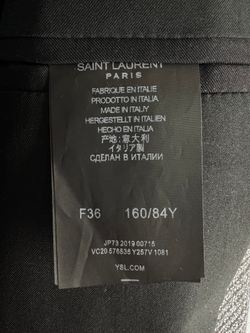 SAINT LAURENT
PARIS
FABRIQUE EN ITALIE
PRODOTTO IN ITALIA
MADE IN ITALY
HERGESTELLT IN ITALIEN
HECHO EN ITALIA
产地: 意大利
イタリア製
СДЕЛАН В ИТАЛИИ
F36 160/84Y
JP73 2019 00715
VC20 576535 Y257V 1081
YSL.COM